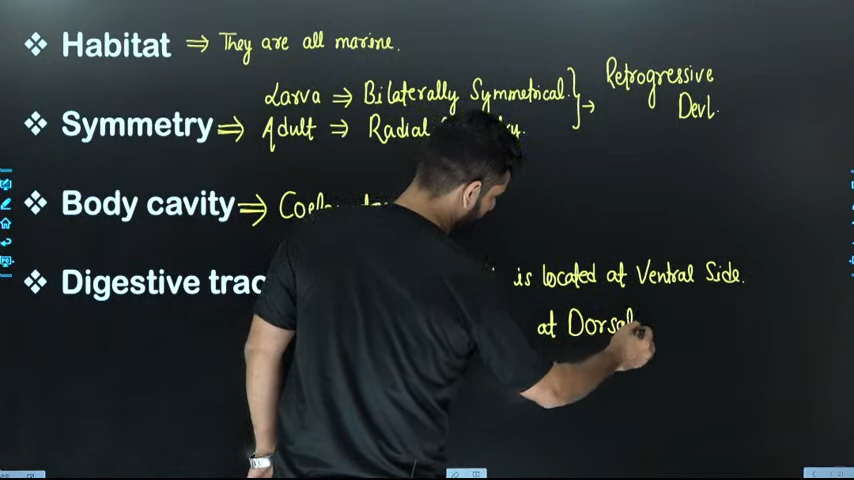 ❖ Habitat ⇒ They are all marine.
Larva ⇒ Bilaterally Symmetrical.
❖ Symmetry ⇒ Adult ⇒ Radial
Retrogressive
Devl.
❖ Body cavity ⇒
❖ Digestive trac
is located at Ventral Side.
at Dorsal